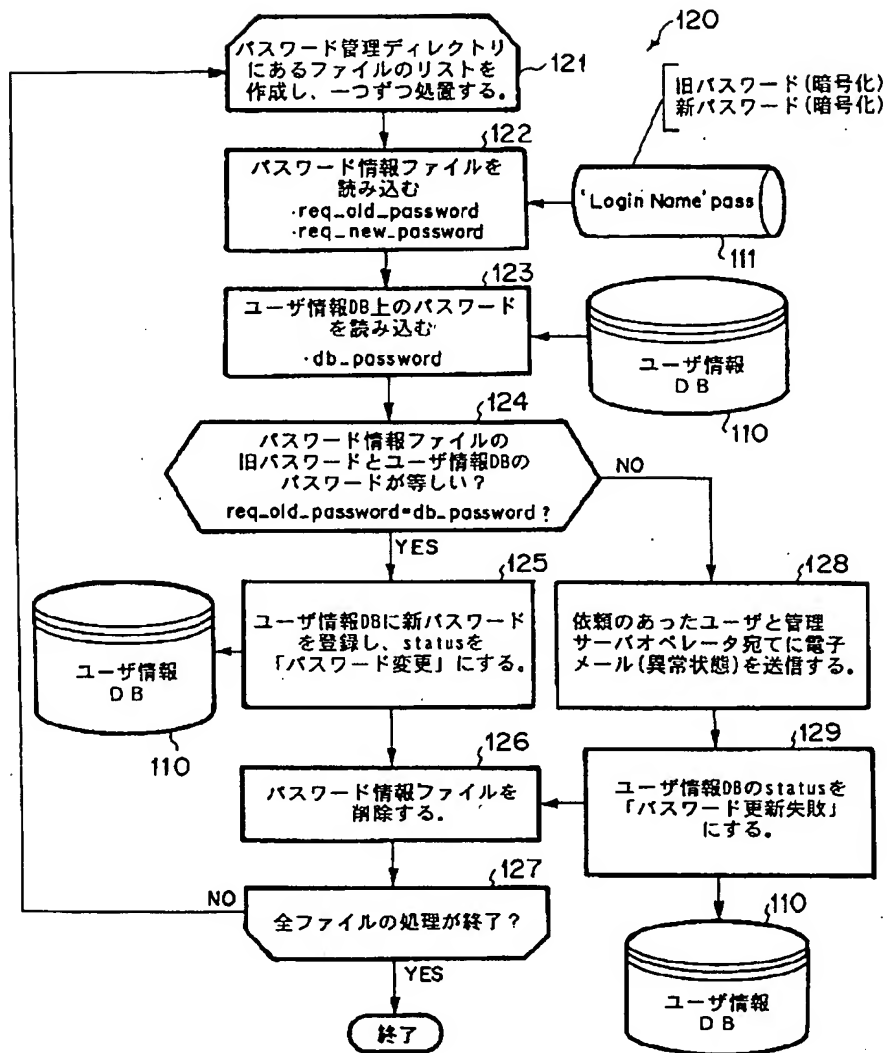 120
パスワード管理ディレクトリ
にあるファイルのリストを
作成し、一つずつ処置する。
121
旧パスワード(暗号化)
新パスワード(暗号化)
122
パスワード情報ファイルを
読み込む
・req_old_password
・req_new_password
'Login Name' pass
111
123
ユーザ情報DB上のパスワード
を読み込む
・db_password
ユーザ情報
DB
110
124
パスワード情報ファイルの
旧パスワードとユーザ情報DBの
パスワードが等しい?
req_old_password=db_password?
NO
YES
125
ユーザ情報DBに新パスワード
を登録し、statusを
「パスワード変更」にする。
ユーザ情報
DB
110
128
依頼のあったユーザと管理
サーバオペレータ宛てに電子
メール(異常状態)を送信する。
126
パスワード情報ファイルを
削除する。
129
ユーザ情報DBのstatusを
「パスワード更新失敗」
にする。
127
NO
全ファイルの処理が終了?
YES
終了
110
ユーザ情報
DB